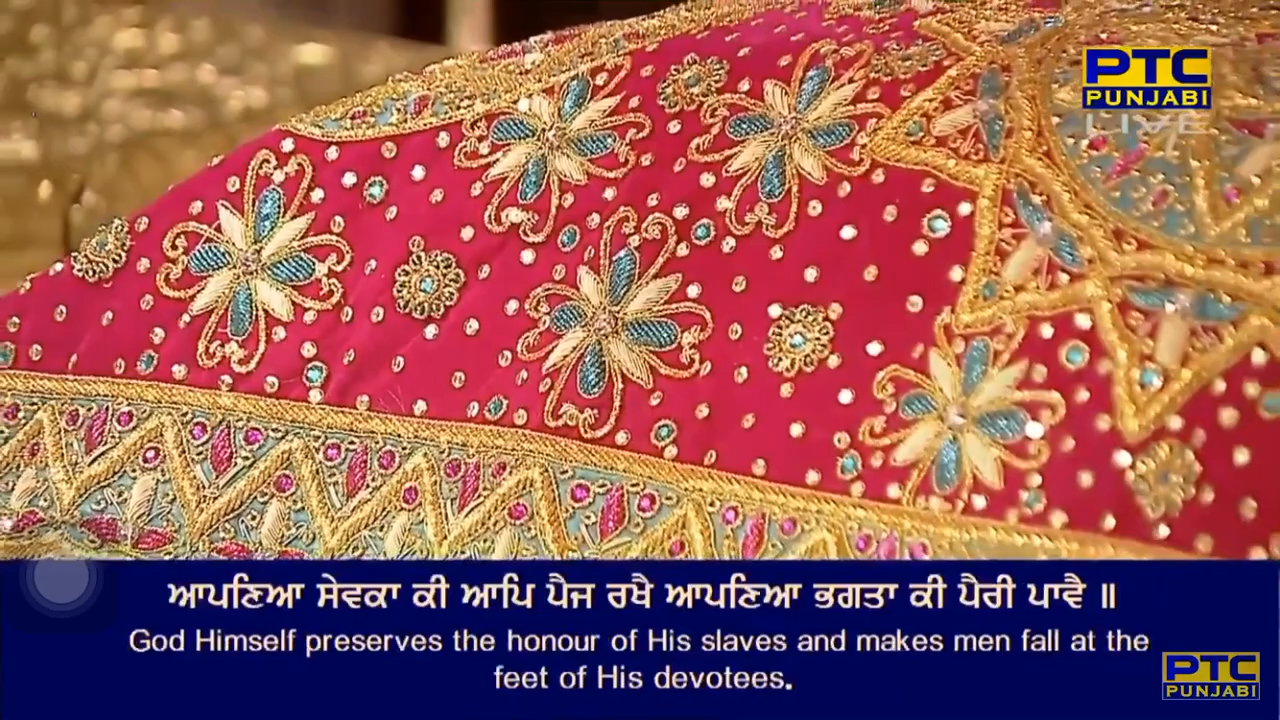 PTC
PUNJABI
LIVE
ਆਪਣਿਆ ਸੇਵਕਾ ਕੀ ਆਪਿ ਪੈਜ ਰਖੈ ਆਪਣਿਆ ਭਗਤਾ ਕੀ ਪੈਰੀ ਪਾਵੈ ॥
God Himself preserves the honour of His slaves and makes men fall at the
feet of His devotees.
PTC
PUNJABI